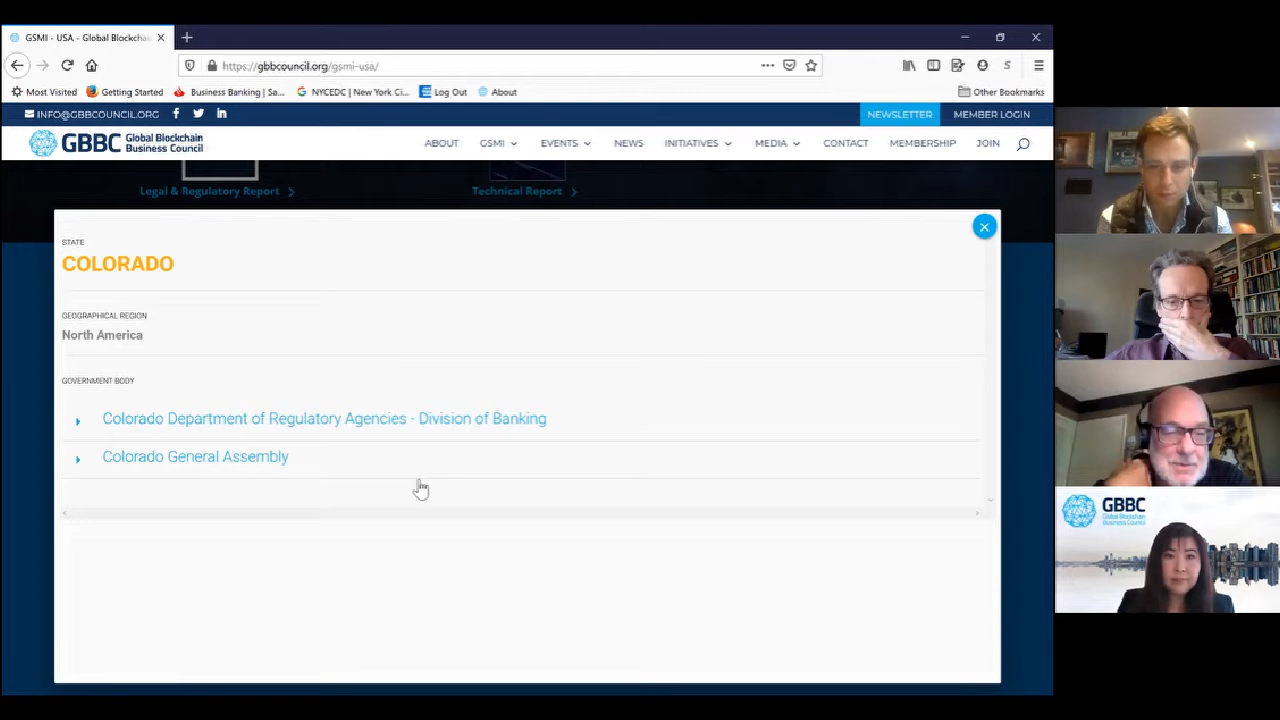 GSMI - USA - Global Blockchai
https://gbbcouncil.org/gsmi-usa/
Most Visited Getting Started Business Banking | Sa... NYCEDC | New York Ci... Log Out About Other Bookmarks
INFO@GBBCOUNCIL.ORG NEWSLETTER MEMBER LOGIN
GBBC Global Blockchain Business Council
ABOUT GSMI EVENTS NEWS INITIATIVES MEDIA CONTACT MEMBERSHIP JOIN
Legal & Regulatory Report Technical Report
STATE
COLORADO
GEOGRAPHICAL REGION
North America
GOVERNMENT BODY
Colorado Department of Regulatory Agencies - Division of Banking
Colorado General Assembly
GBBC
Global Blockchain
Business Council